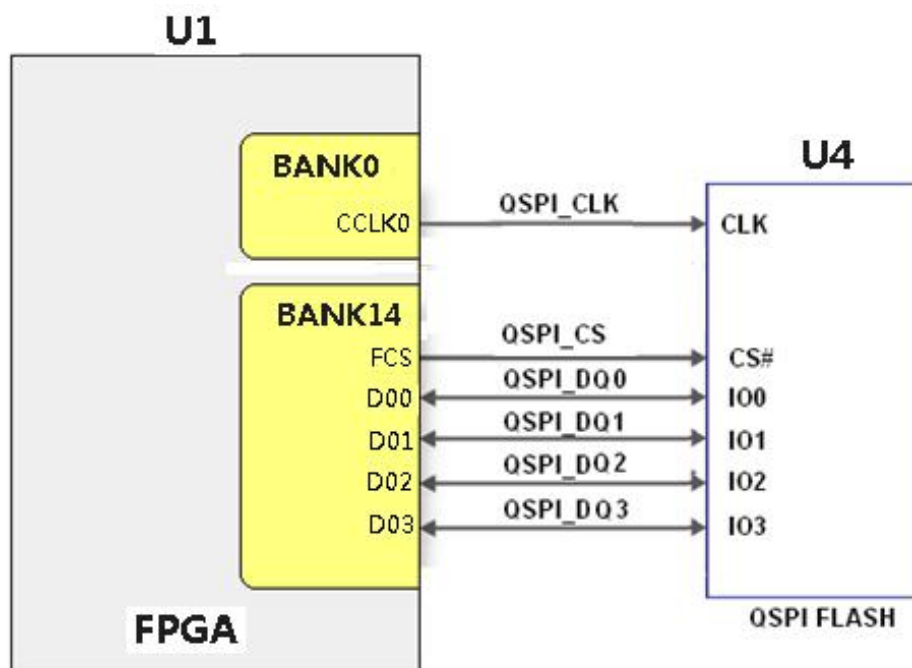 U1
U4
BANK0
CCLK0
QSPI_CLK
CLK
BANK14
FCS
QSPI_CS
CS#
D00
QSPI_DQ0
IO0
D01
QSPI_DQ1
IO1
D02
QSPI_DQ2
IO2
D03
QSPI_DQ3
IO3
FPGA
QSPI FLASH